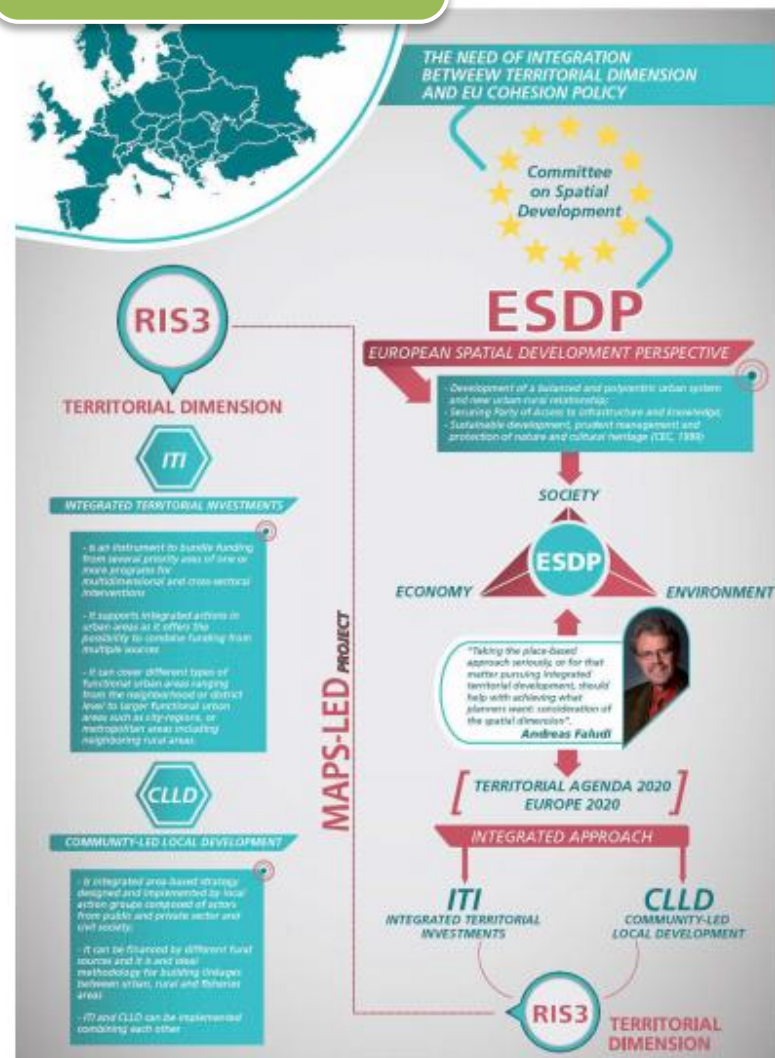 THE NEED OF INTEGRATION
BETWEEW TERRITORIAL DIMENSION
AND EU COHESION POLICY
Committee
on Spatial
Development
ESDP
EUROPEAN SPATIAL DEVELOPMENT PERSPECTIVE
- Development of a balanced and polycentric urban system
and new urban-rural relationship;
- Securing Party of Access to infrastructure and knowledge;
- Sustainable development, prudent management and
protection of nature and cultural heritage (CEC, 1999)
SOCIETY
ESDP
ECONOMY
ENVIRONMENT
"Taking the place-based
approach seriously, or for that
matter pursuing integrated
territorial development, should
help with achieving what
planners want: consideration of
the spatial dimension".
Andreas Faludi
TERRITORIAL AGENDA 2020
EUROPE 2020
INTEGRATED APPROACH
ITI
INTEGRATED TERRITORIAL
INVESTMENTS
CLLD
COMMUNITY-LED
LOCAL DEVELOPMENT
RIS3
TERRITORIAL
DIMENSION
MAPS-LED PROJECT
RIS3
TERRITORIAL DIMENSION
ITI
INTEGRATED TERRITORIAL INVESTMENTS
- Is an instrument to bundle funding
from several priority axes of one or
more programs for
multidimensional and cross-sectoral
interventions
- It supports integrated actions in
urban areas as it offers the
possibility to combine funding from
multiple sources
- It can cover different types of
functional urban areas ranging
from the neighborhood or district
level to larger functional urban
areas such as city-regions, or
metropolitan areas including
neighboring rural areas
CLLD
COMMUNITY-LED LOCAL DEVELOPMENT
- Is integrated area-based strategy
designed and implemented by local
action groups composed of actors
from public and private sector and
civil society;
- It can be financed by different fund
sources and it is and ideal
methodology for building linkages
between urban, rural and fisheries
areas
- ITI and CLLD can be implemented
combining each other